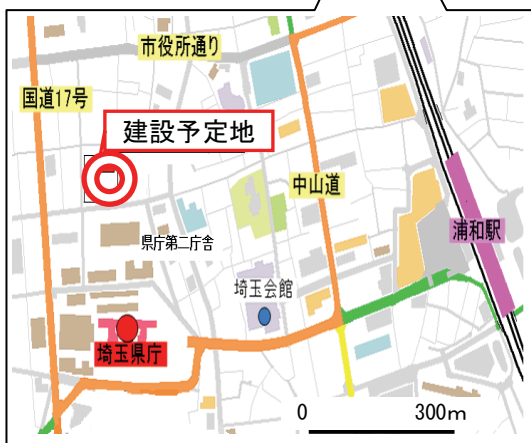 市役所通り
国道17号
建設予定地
中山道
浦和駅
県庁第二庁舎
埼玉会館
埼玉県庁
0 300m